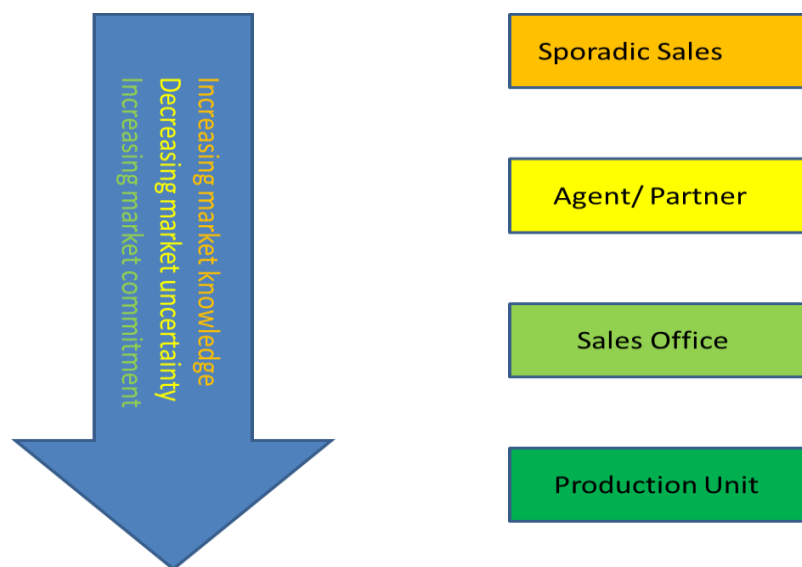 Increasing market knowledge
Decreasing market uncertainty
Increasing market commitment
Sporadic Sales
Agent/ Partner
Sales Office
Production Unit